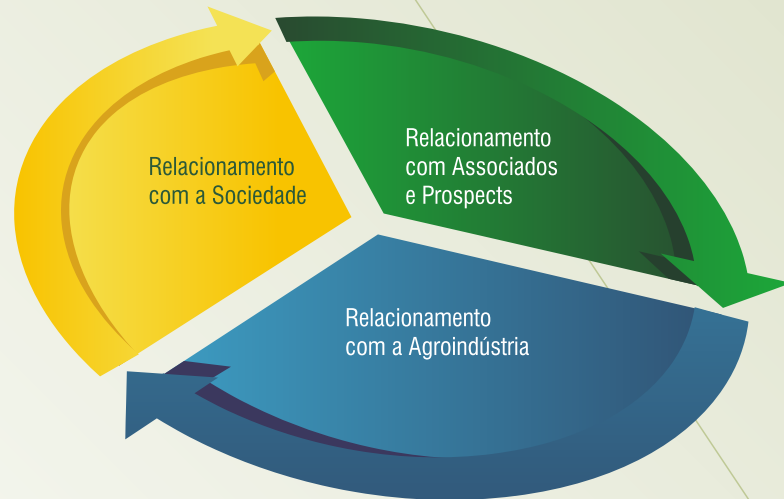 Relacionamento
com a Sociedade
Relacionamento
com Associados
e Prospects
Relacionamento
com a Agroindústria